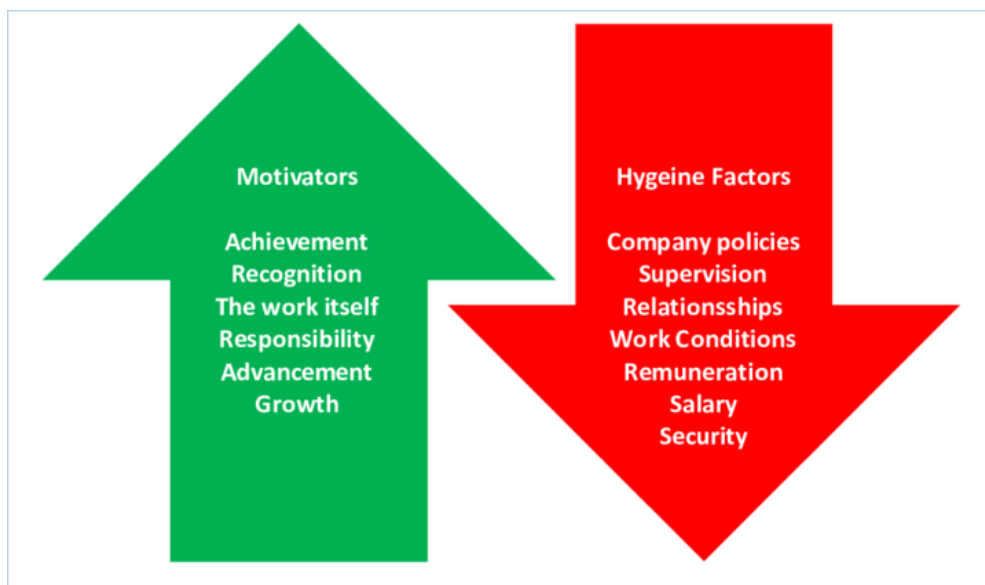 Motivators
Achievement
Recognition
The work itself
Responsibility
Advancement
Growth
Hygeine Factors
Company policies
Supervision
Relationsships
Work Conditions
Remuneration
Salary
Security